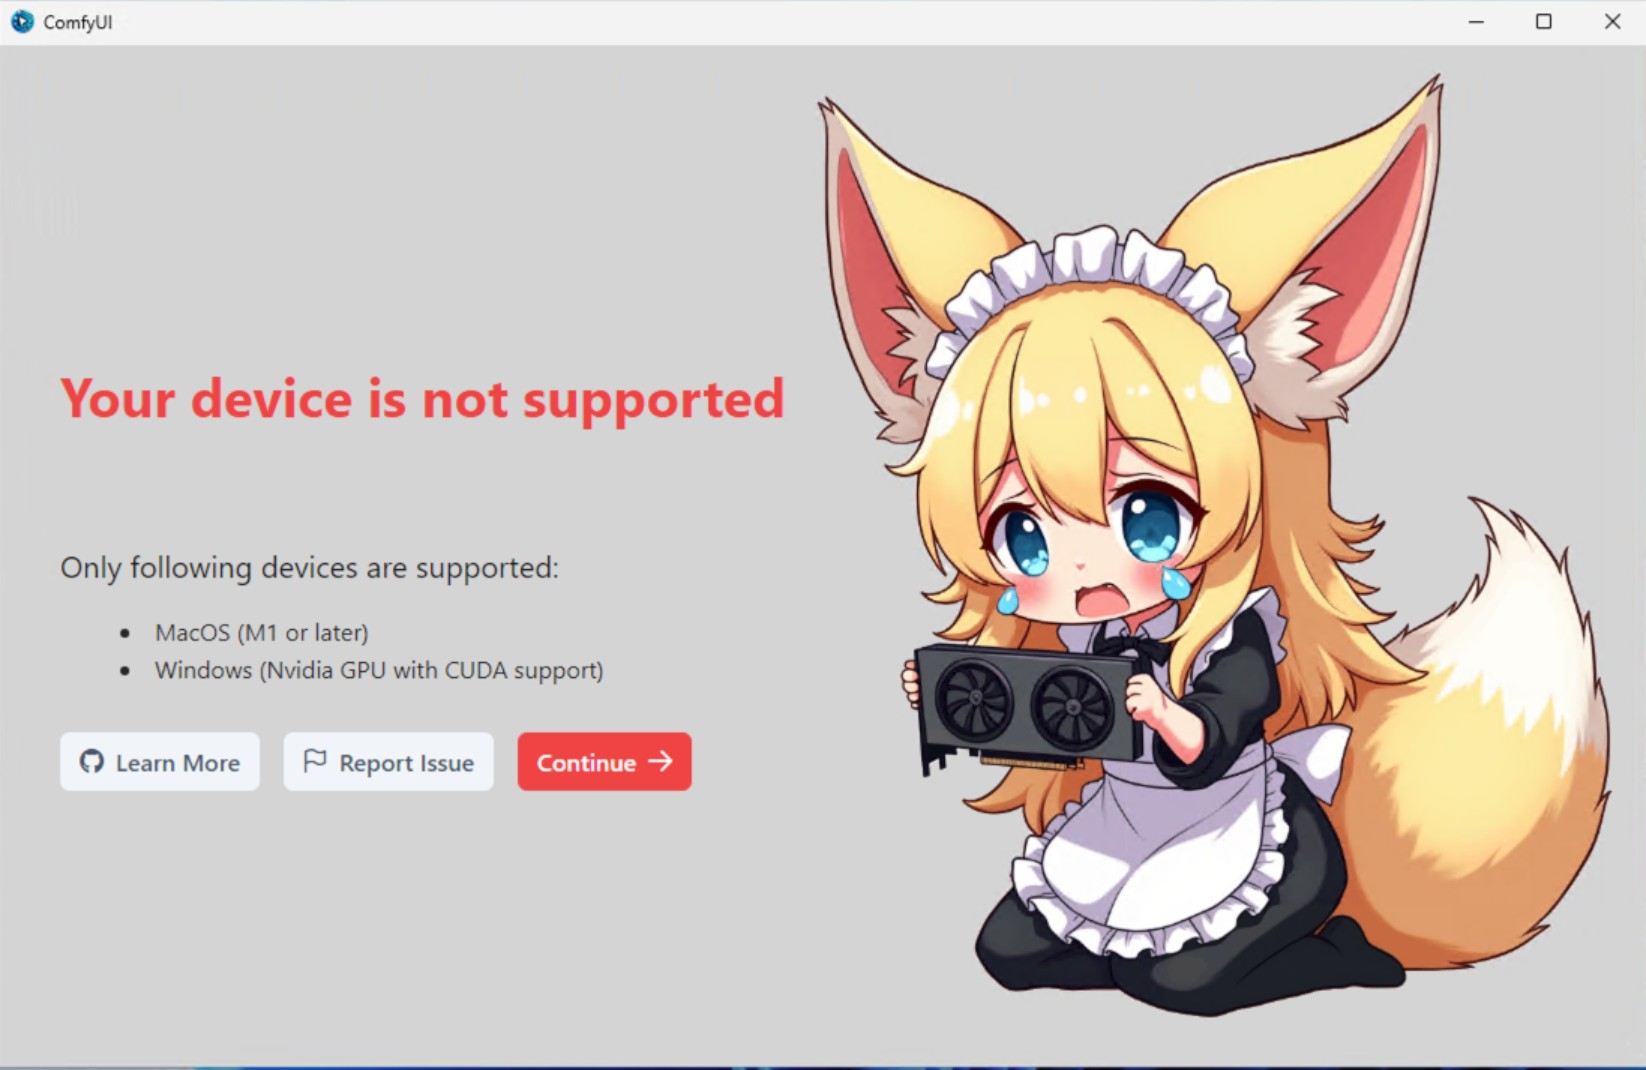 ComfyUI
Your device is not supported
Only following devices are supported:
MacOS (M1 or later)
Windows (Nvidia GPU with CUDA support)
Learn More
Report Issue
Continue →